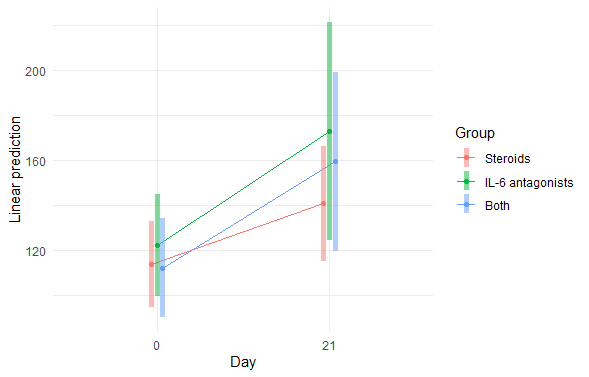 200
160
120
Linear prediction
0
21
Day
Group
Steroids
IL-6 antagonists
Both